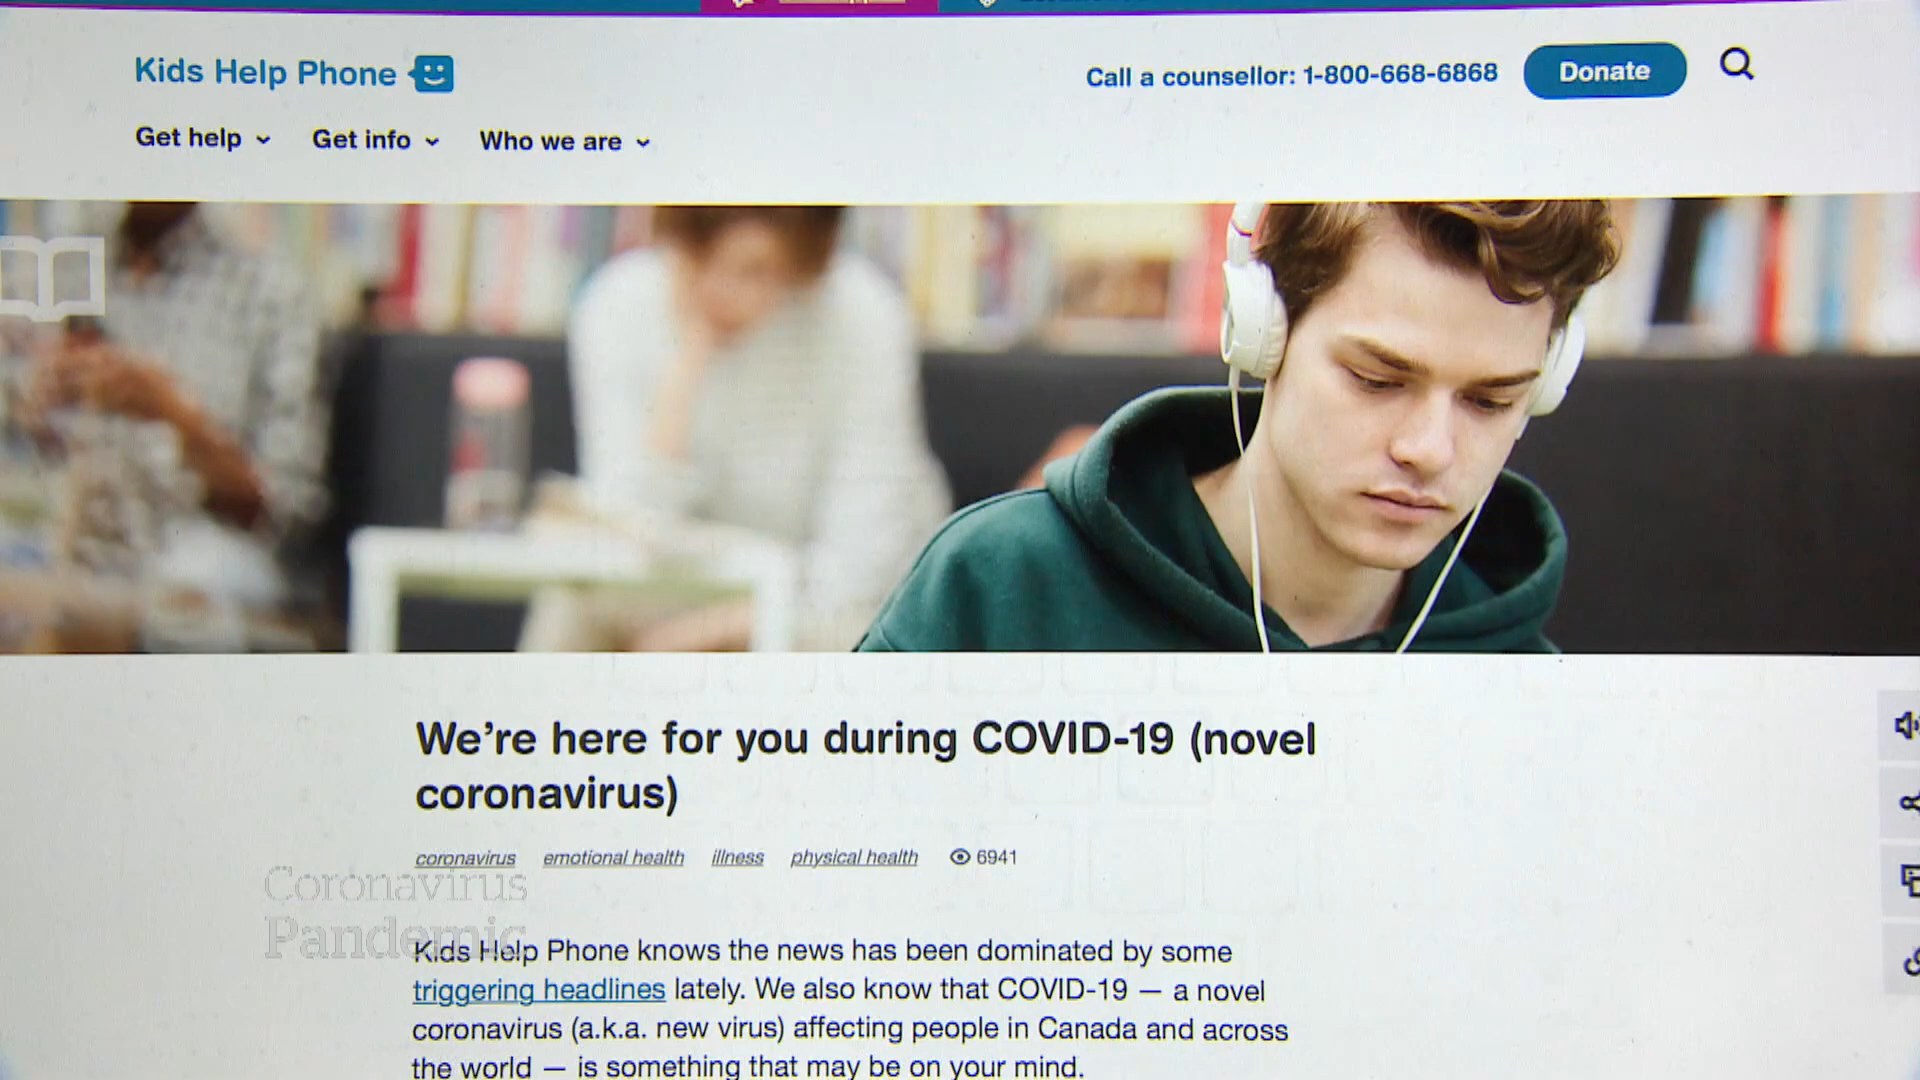 Kids Help Phone
Call a counsellor: 1-800-668-6868
Donate
Get help
Get info
Who we are
We're here for you during COVID-19 (novel
coronavirus)
coronavirus emotional health illness physical health 6941
Coronavirus
Pandemic
Kids Help Phone knows the news has been dominated by some
triggering headlines lately. We also know that COVID-19 — a novel
coronavirus (a.k.a. new virus) affecting people in Canada and across
the world — is something that may be on your mind.